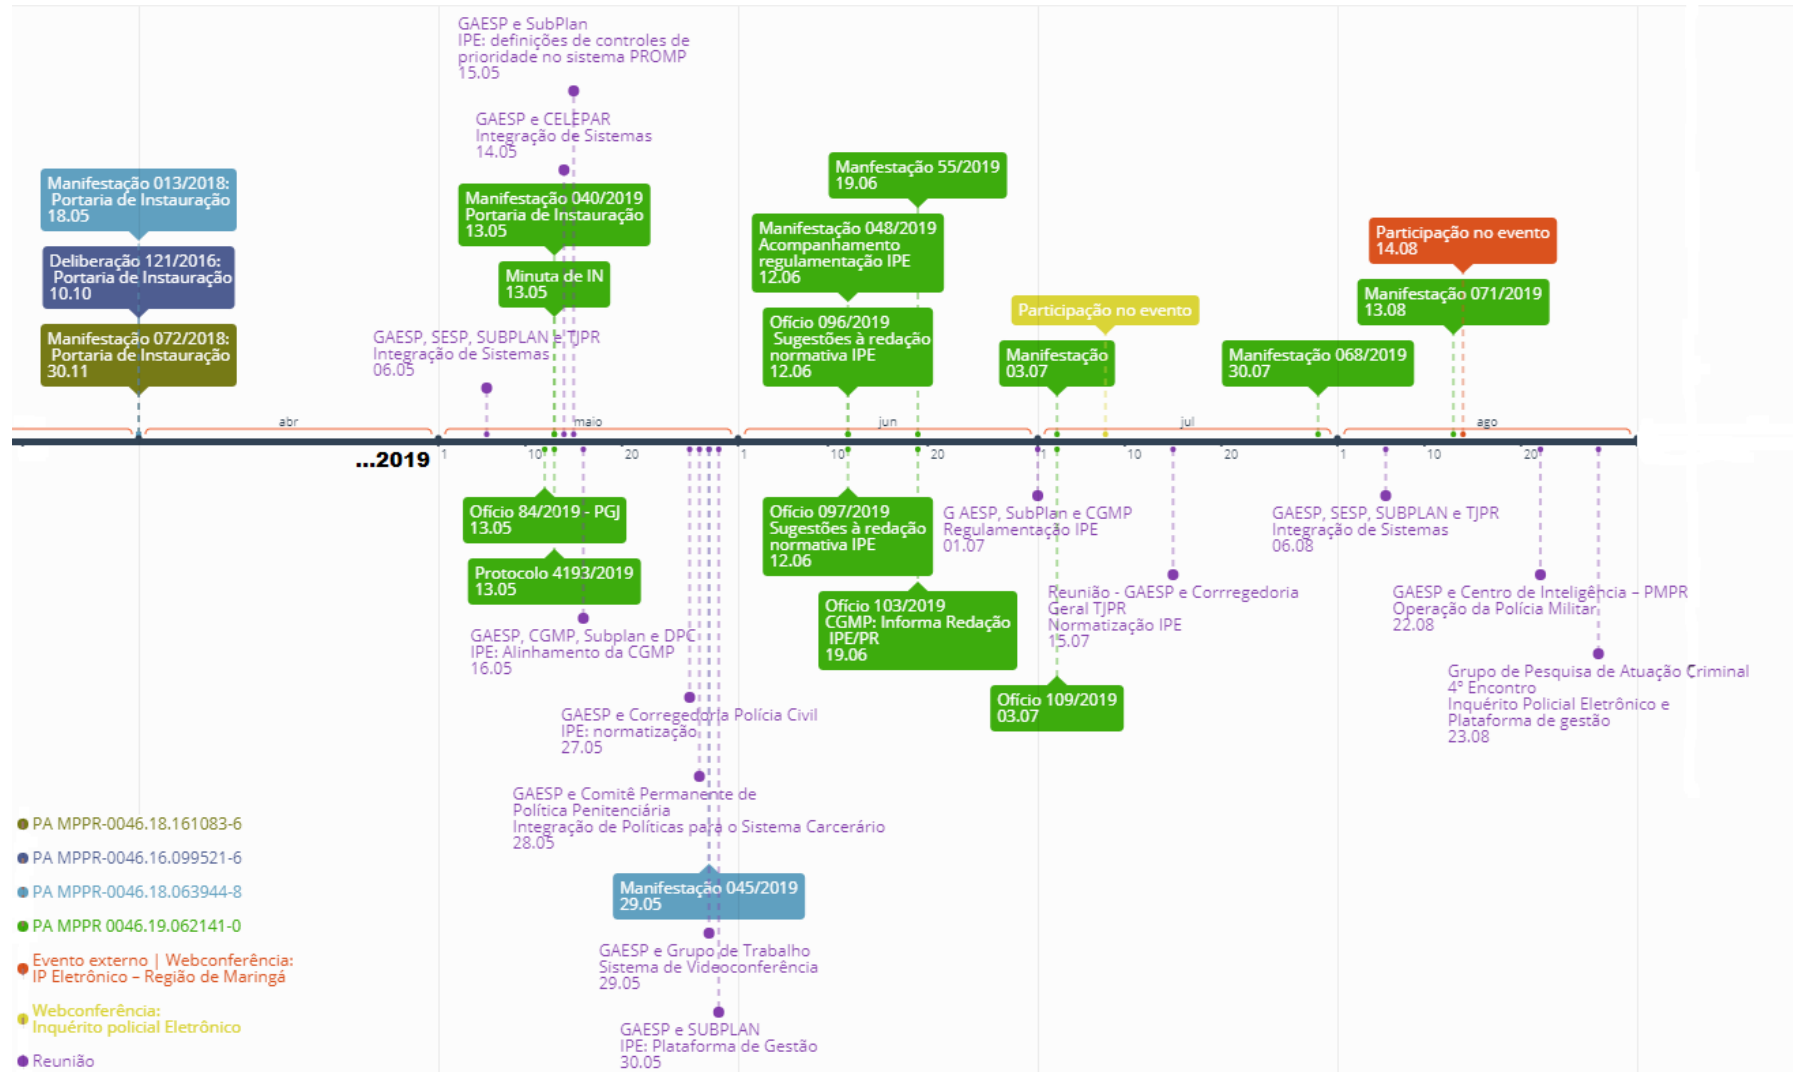 GAESP e SubPlan
IPE: definições de controles de
prioridade no sistema PROMP
15.05
GAESP e CELEPAR
Integração de Sistemas
14.05
Manifestação 013/2018:
Portaria de Instauração
18.05
Deliberação 121/2016:
Portaria de Instauração
10.10
Manifestação 072/2018:
Portaria de Instauração
30.11
Manifestação 040/2019
Portaria de Instauração
13.05
Minuta de IN
13.05
GAESP, SESP, SUBPLAN e TJPR
Integração de Sistemas
06.05
Manfestação 55/2019
19.06
Manifestação 048/2019
Acompanhamento
regulamentação IPE
12.06
Ofício 096/2019
Sugestões à redação
normativa IPE
12.06
Participação no evento
Manifestação
03.07
Manifestação 068/2019
30.07
Participação no evento
14.08
Manifestação 071/2019
13.08
abr
maio
jun
jul
ago
...2019
1
10
20
1
10
20
1
10
20
1
10
20
Ofício 84/2019 - PGJ
13.05
Protocolo 4193/2019
13.05
GAESP, CGMP, Subplan e DPC
IPE: Alinhamento da CGMP
16.05
GAESP e Corregedoria Polícia Civil
IPE: normatização
27.05
GAESP e Comitê Permanente de
Política Penitenciária
Integração de Políticas para o Sistema Carcerário
28.05
Manifestação 045/2019
29.05
GAESP e Grupo de Trabalho
Sistema de Videoconferência
29.05
GAESP e SUBPLAN
IPE: Plataforma de Gestão
30.05
Ofício 097/2019
Sugestões à redação
normativa IPE
12.06
Ofício 103/2019
CGMP: Informa Redação
IPE/PR
19.06
G AESP, SubPlan e CGMP
Regulamentação IPE
01.07
Reunião - GAESP e Corrregedoria
Geral TJPR
Normatização IPE
15.07
Ofício 109/2019
03.07
GAESP, SESP, SUBPLAN e TJPR
Integração de Sistemas
06.08
GAESP e Centro de Inteligência – PMPR
Operação da Polícia Militar
22.08
Grupo de Pesquisa de Atuação Criminal
4º Encontro
Inquérito Policial Eletrônico e
Plataforma de gestão
23.08
PA MPPR-0046.18.161083-6
PA MPPR-0046.16.099521-6
PA MPPR-0046.18.063944-8
PA MPPR 0046.19.062141-0
Evento externo | Webconferência:
IP Eletrônico – Região de Maringá
Webconferência:
Inquérito policial Eletrônico
Reunião